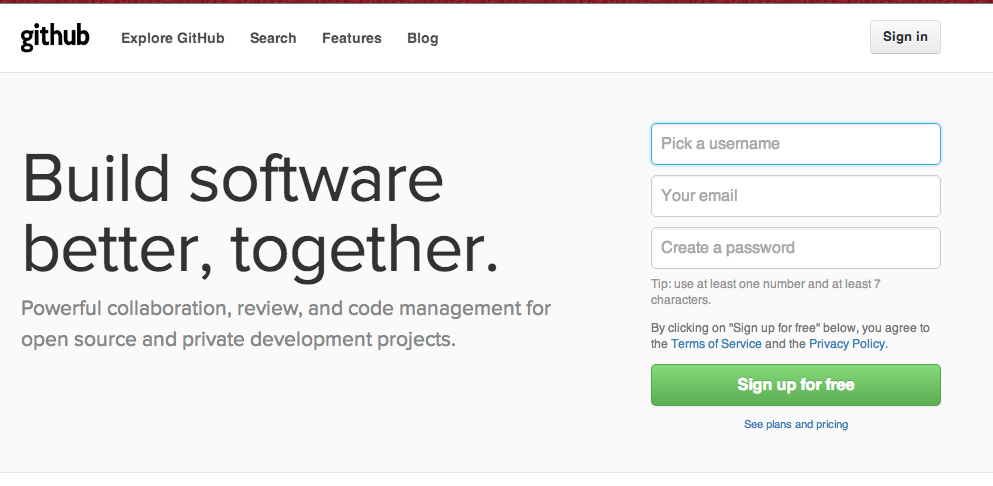 github
Explore GitHub
Search
Features
Blog
Sign in
Build software
better, together.
Powerful collaboration, review, and code management for
open source and private development projects.
Pick a username
Your email
Create a password
Tip: use at least one number and at least 7
characters.
By clicking on "Sign up for free" below, you agree to
the Terms of Service and the Privacy Policy.
Sign up for free
See plans and pricing